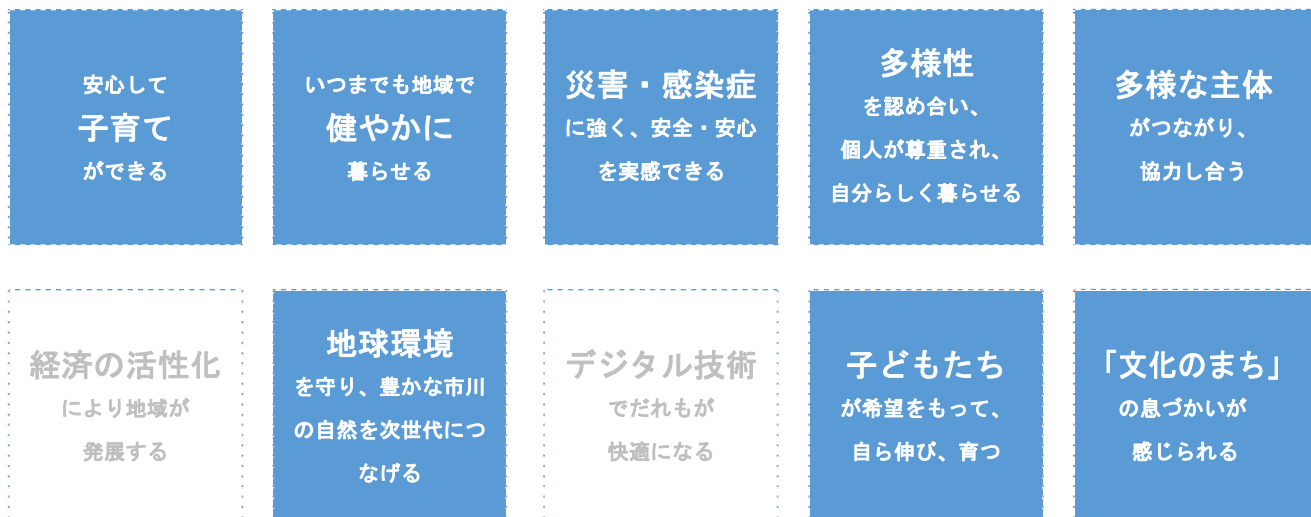 安心して
子育て
ができる
いつまでも地域で
健やかに
暮らせる
災害・感染症
に強く、安全・安心
を実感できる
多様性
を認め合い、
個人が尊重され、
自分らしく暮らせる
多様な主体
がつながり、
協力し合う
経済の活性化
により地域が
発展する
地球環境
を守り、豊かな市川
の自然を次世代につ
なげる
デジタル技術
でだれもが
快適になる
子どもたち
が希望をもって、
自ら伸び、育つ
「文化のまち」
の息づかいが
感じられる